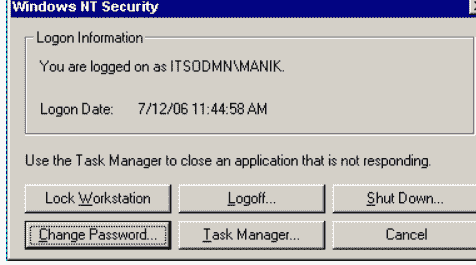 Windows NT Security
Logon Information
You are logged on as ITSODMN\MANIK.
Logon Date: 7/12/06 11:44:58 AM
Use the Task Manager to close an application that is not responding.
Lock Workstation Logoff... Shut Down...
Change Password... Task Manager... Cancel